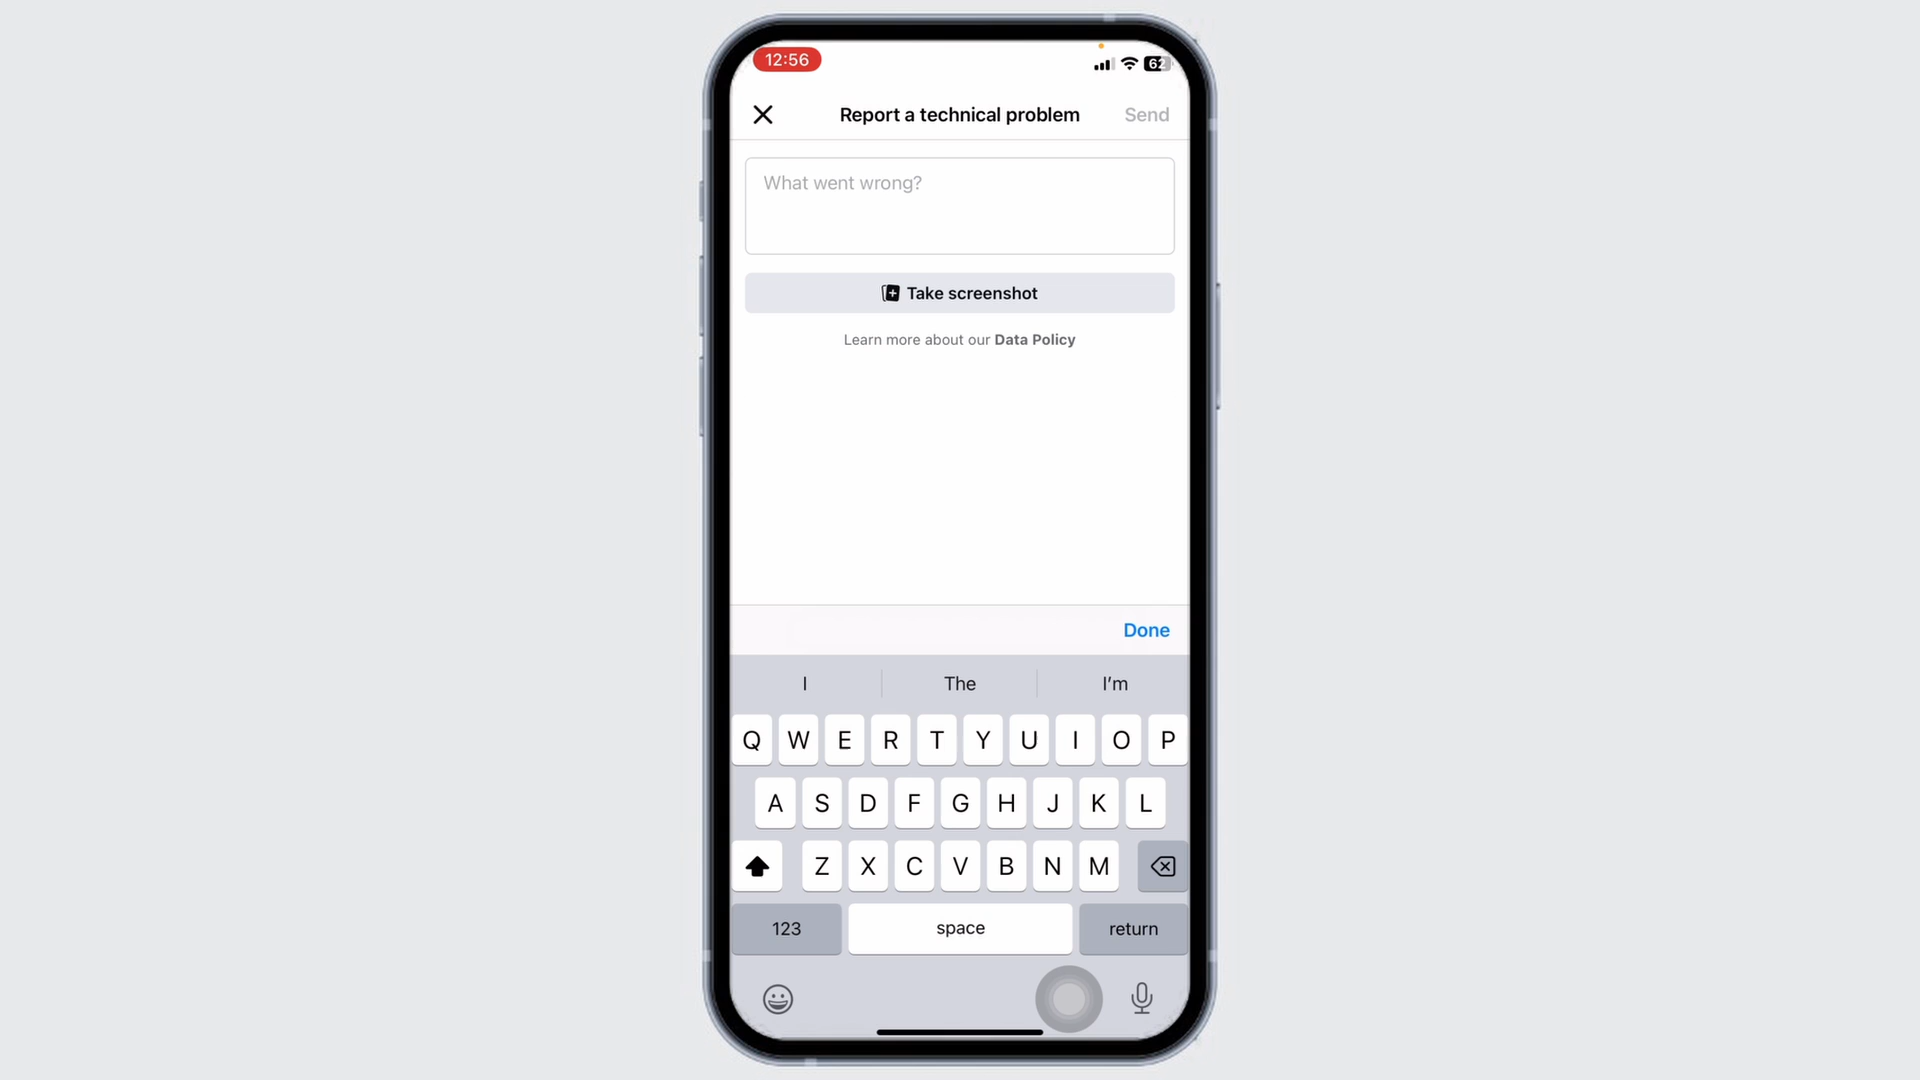 12:56
62
Report a technical problem
Send
What went wrong?
Take screenshot
Learn more about our Data Policy
Done
I The I'm
Q W E R T Y U I O P
A S D F G H J K L
Z X C V B N M
123 space return